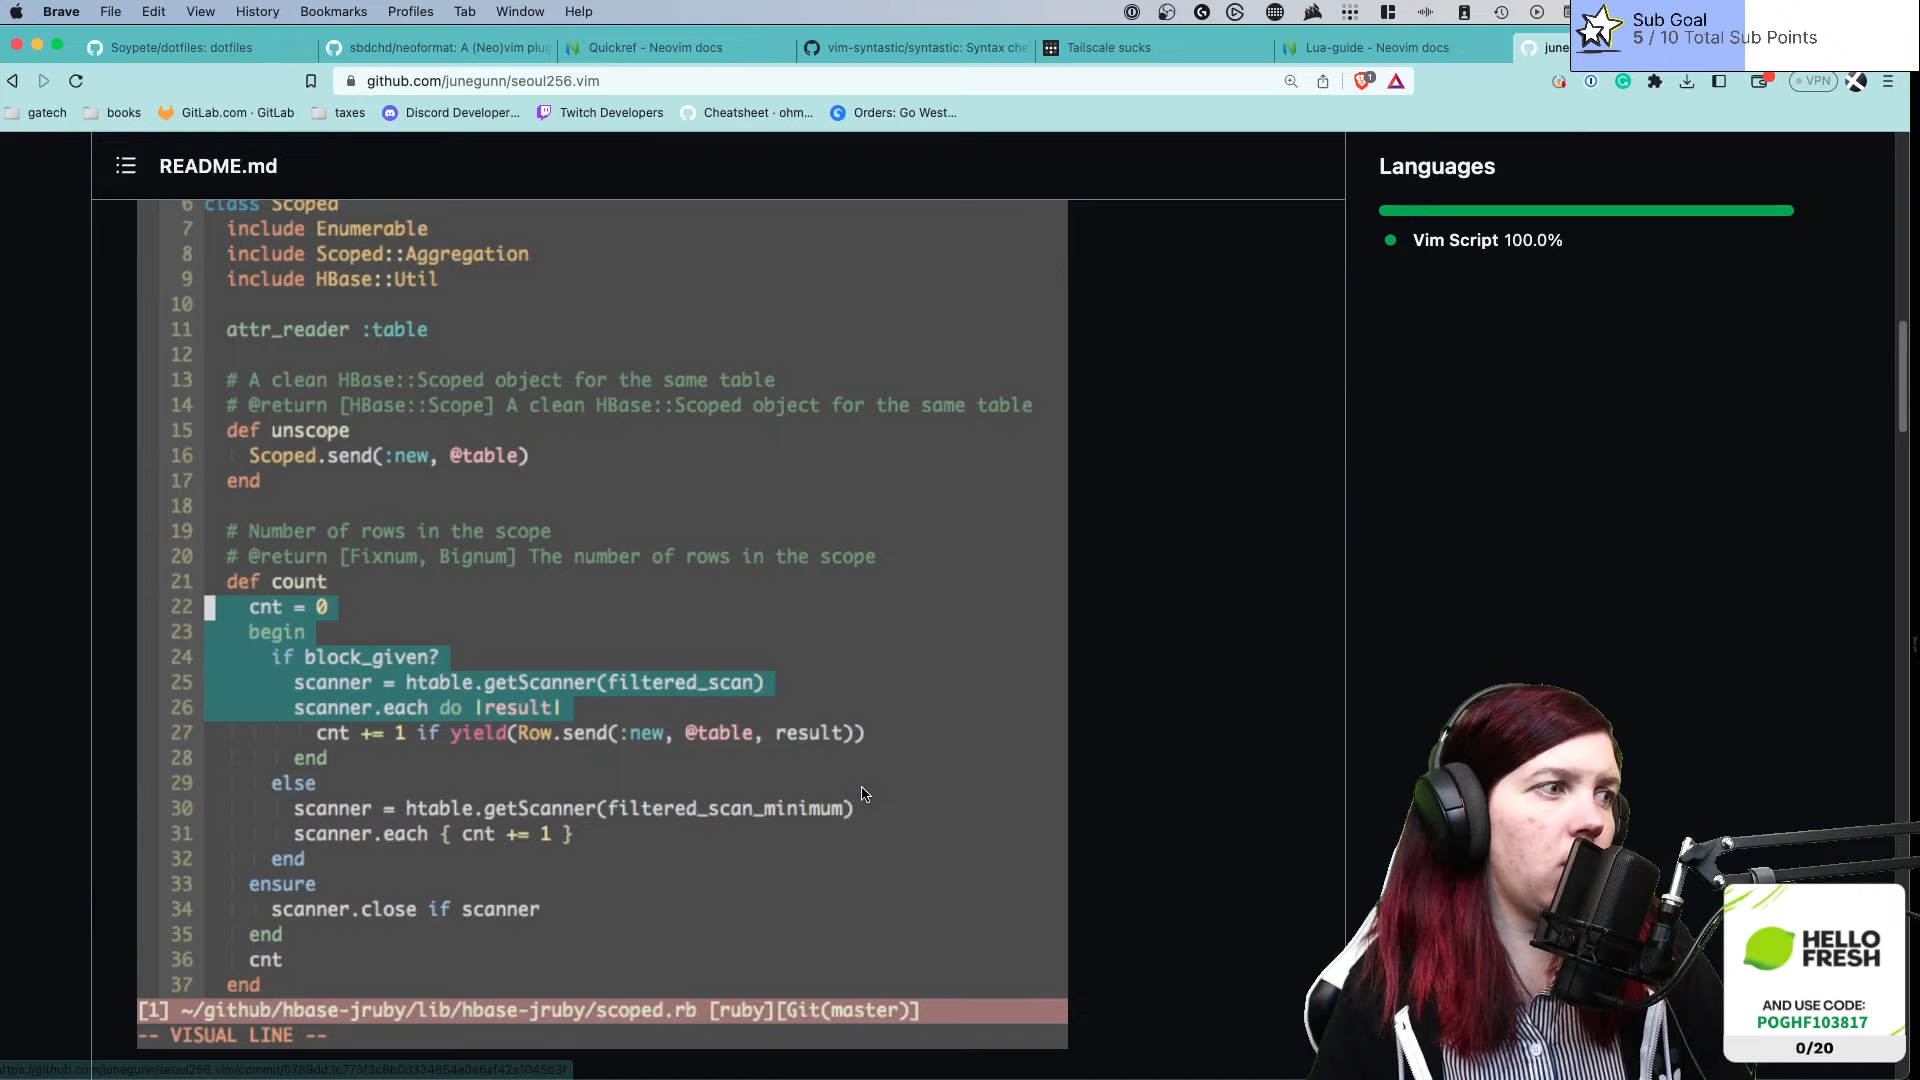 Brave File Edit View History Bookmarks Profiles Tab Window Help
Sub Goal
5 / 10 Total Sub Points
Soypete/dotfiles: dotfiles
sbdchd/neoformat: A (Neo)vim plug
Quickref - Neovim docs
vim-syntastic/syntastic: Syntax che
Tailscale sucks
Lua-guide - Neovim docs
june
github.com/junegunn/seoul256.vim
1
VPN
gatech
books
GitLab.com · GitLab
taxes
Discord Developer...
Twitch Developers
Cheatsheet · ohm...
Orders: Go West...
README.md
Languages
Vim Script 100.0%
6 class Scoped
7 include Enumerable
8 include Scoped::Aggregation
9 include HBase::Util
10
11 attr_reader :table
12
13 # A clean HBase::Scoped object for the same table
14 # @return [HBase::Scope] A clean HBase::Scoped object for the same table
15 def unscope
16 Scoped.send(:new, @table)
17 end
18
19 # Number of rows in the scope
20 # @return [Fixnum, Bignum] The number of rows in the scope
21 def count
22 cnt = 0
23 begin
24 if block_given?
25 scanner = htable.getScanner(filtered_scan)
26 scanner.each do |result|
27 cnt += 1 if yield(Row.send(:new, @table, result))
28 end
29 else
30 scanner = htable.getScanner(filtered_scan_minimum)
31 scanner.each { cnt += 1 }
32 end
33 ensure
34 scanner.close if scanner
35 end
36 cnt
37 end
[1] ~/github/hbase-jruby/lib/hbase-jruby/scoped.rb [ruby][Git(master)]
-- VISUAL LINE --
HELLO
FRESH
AND USE CODE:
POGHF103817
0/20